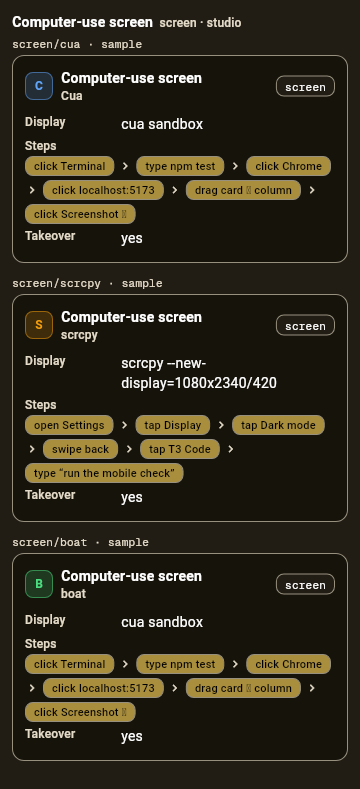 Computer-use screen screen · studio
screen/cua · sample
C Computer-use screen screen
Cua
Display cua sandbox
Steps
click Terminal › type npm test › click Chrome
› click localhost:5173 › drag card column ›
click Screenshot
Takeover yes
screen/scrcpy · sample
S Computer-use screen screen
scrcpy
Display scrcpy --new-
display=1080x2340/420
Steps
open Settings › tap Display › tap Dark mode
› swipe back › tap T3 Code ›
type “run the mobile check”
Takeover yes
screen/boat · sample
B Computer-use screen screen
boat
Display cua sandbox
Steps
click Terminal › type npm test › click Chrome
› click localhost:5173 › drag card column ›
click Screenshot
Takeover yes